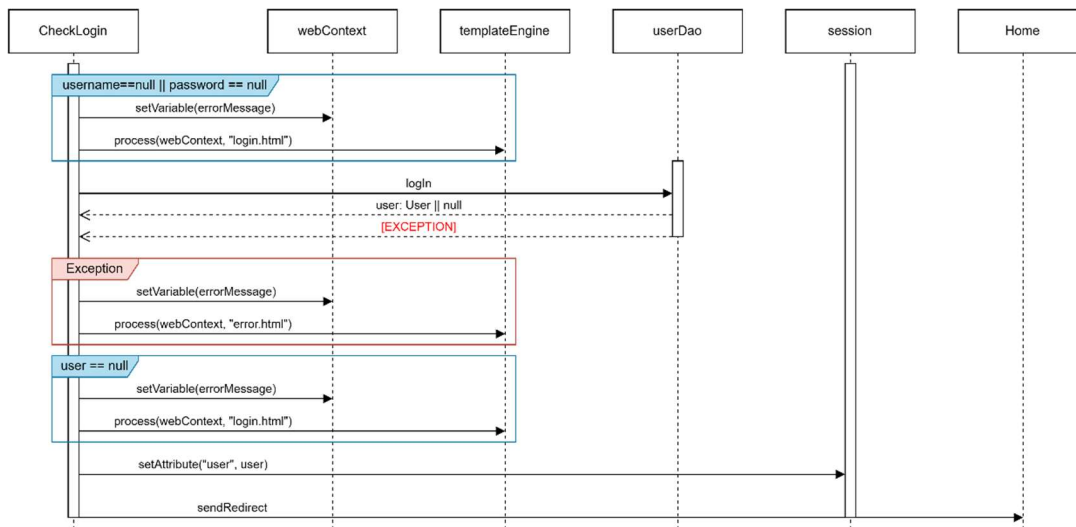 CheckLogin
webContext
templateEngine
userDao
session
Home
username==null || password == null
setVariable(errorMessage)
process(webContext, "login.html")
logIn
user: User || null
[EXCEPTION]
Exception
setVariable(errorMessage)
process(webContext, "error.html")
user == null
setVariable(errorMessage)
process(webContext, "login.html")
setAttribute("user", user)
sendRedirect